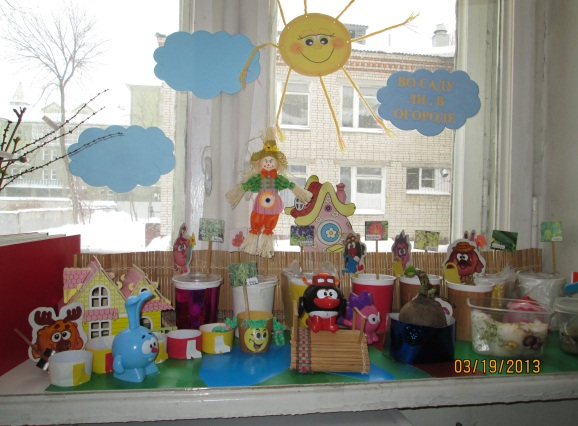 ВО САДУ
ЛИ, В
ОГОРОДЕ
03/19/2013